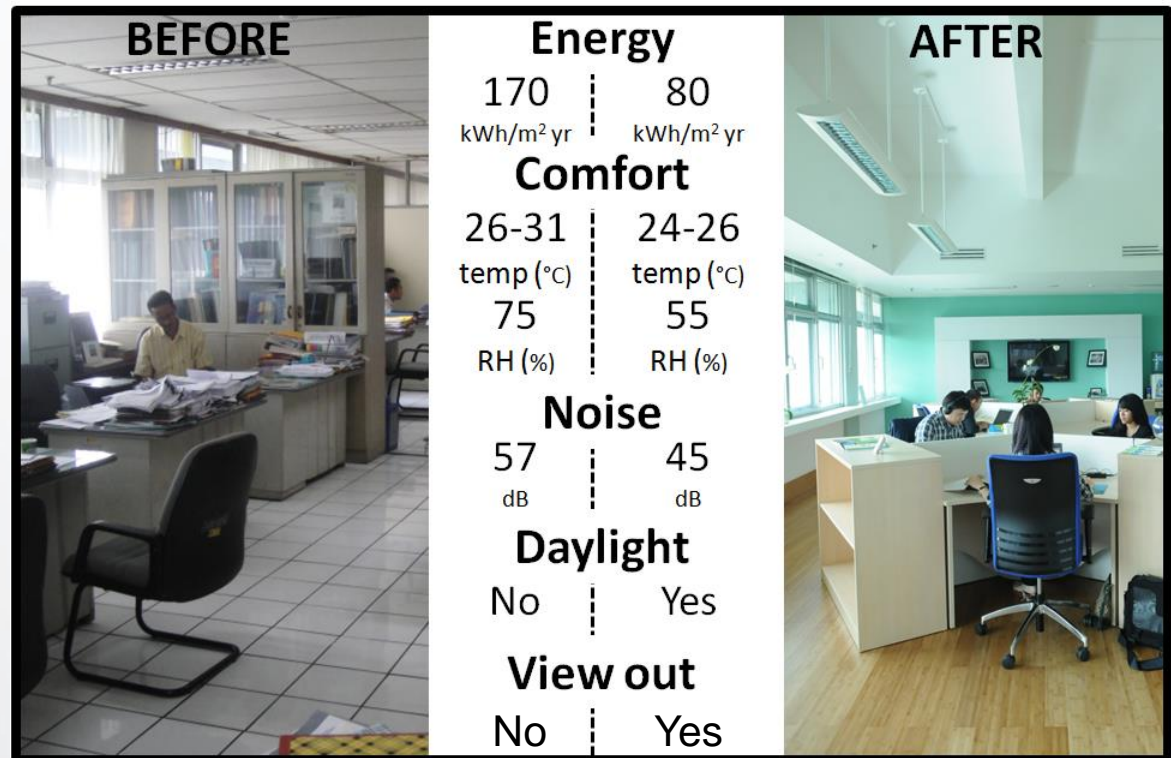 BEFORE
Energy
AFTER
170
80
kWh/m² yr
kWh/m² yr
Comfort
26-31
24-26
temp (°C)
temp (°C)
75
55
RH (%)
RH (%)
Noise
57
45
dB
dB
Daylight
No
Yes
View out
No
Yes